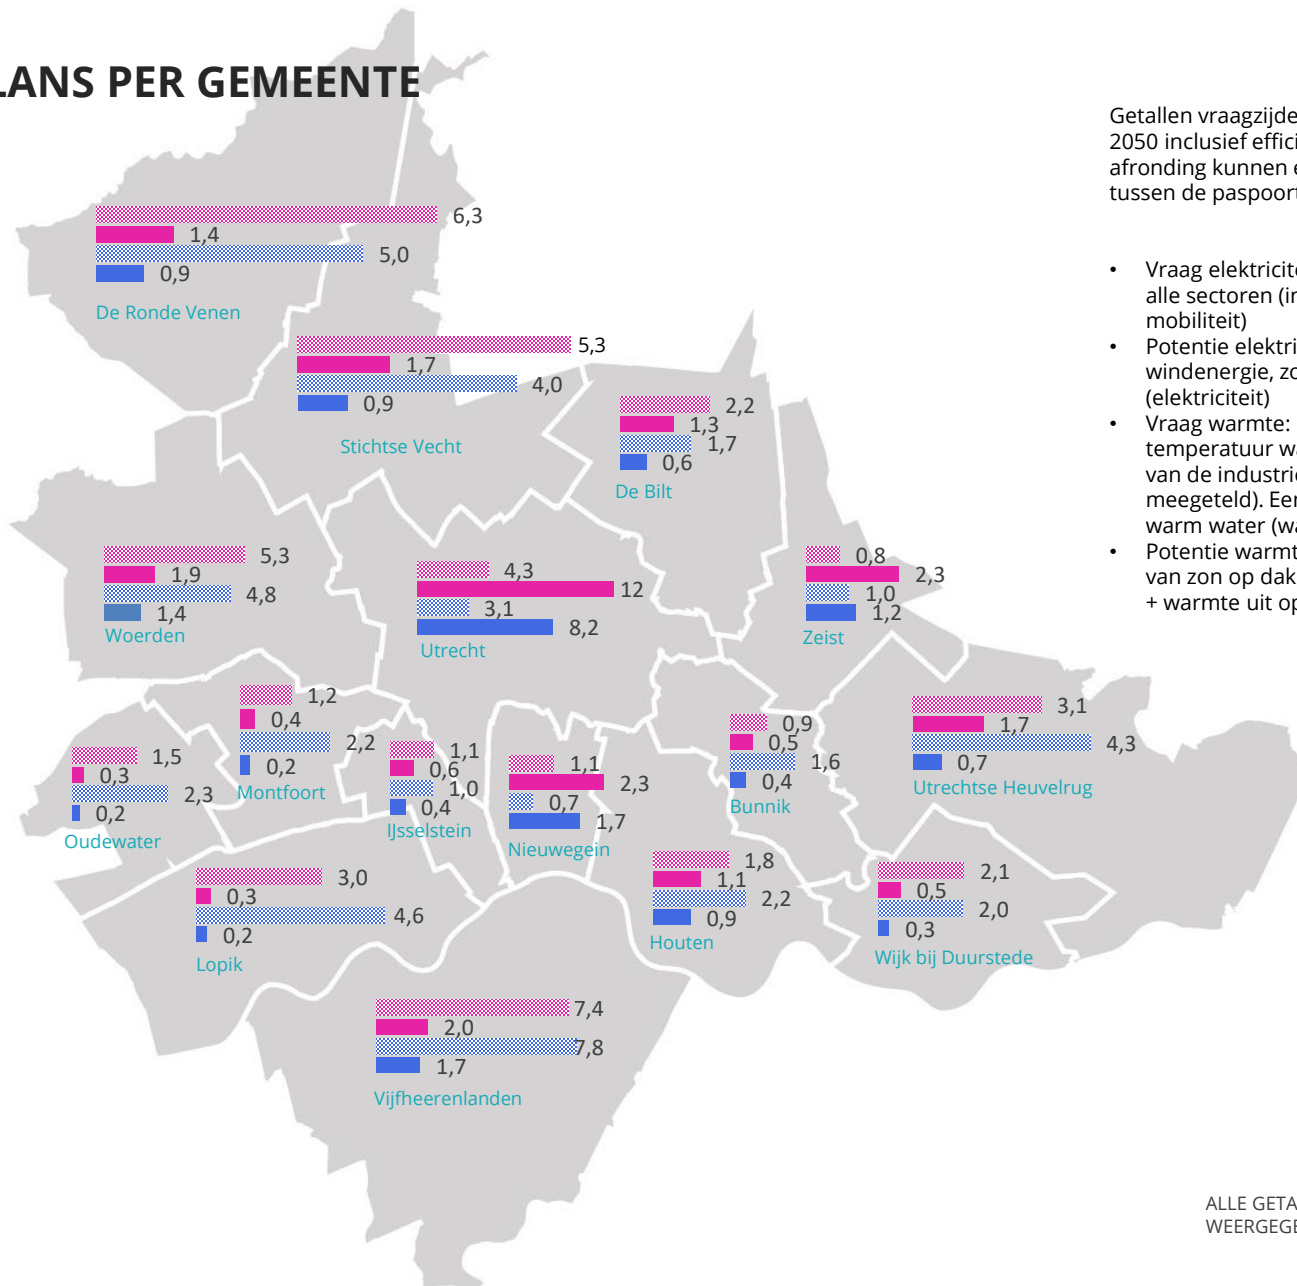 LANS PER GEMEENTE
Getallen vraagzijde
2050 inclusief effici
afronding kunnen e
tussen de paspoort
• Vraag elektricite
alle sectoren (in
mobiliteit)
• Potentie elektri
windenergie, zo
(elektriciteit)
• Vraag warmte:
temperatuur wa
van de industrie
meegeteld). Een
warm water (wa
• Potentie warmt
van zon op dak
+ warmte uit op
6,3
1,4
5,0
0,9
De Ronde Venen
5,3
1,7
4,0
0,9
Stichtse Vecht
2,2
1,3
1,7
0,6
De Bilt
5,3
1,9
4,8
1,4
Woerden
4,3
12
3,1
8,2
Utrecht
0,8
2,3
1,0
1,2
Zeist
1,2
0,4
2,2
0,2
Montfoort
1,5
0,3
2,3
0,2
Oudewater
1,1
0,6
1,0
0,4
IJsselstein
1,1
2,3
0,7
1,7
Nieuwegein
0,9
0,5
1,6
0,4
Bunnik
3,1
1,7
4,3
0,7
Utrechtse Heuvelrug
3,0
0,3
4,6
0,2
Lopik
1,8
1,1
2,2
0,9
Houten
2,1
0,5
2,0
0,3
Wijk bij Duurstede
7,4
2,0
7,8
1,7
Vijfheerenlanden
ALLE GETA
WEERGEGE